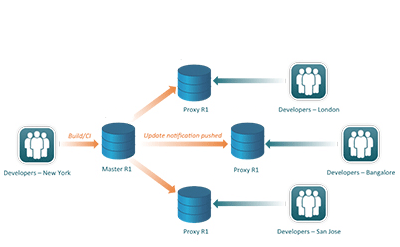 Proxy R1
Developers – London
Build/CI
Update notification pushed
Developers – New York
Master R1
Proxy R1
Developers – Bangalore
Proxy R1
Developers – San Jose